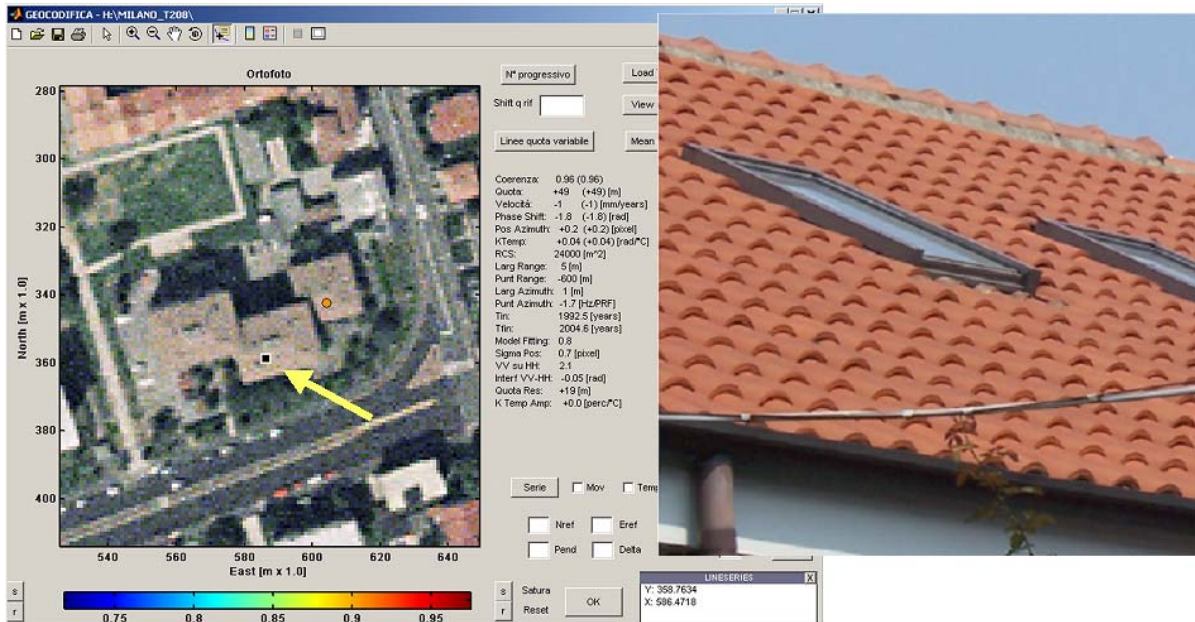 GEOCODIFICA - H:\MILANO_T208\
Ortofoto
280
300
320
340
360
380
400
North [m x 1.0]
540
560
580
600
620
640
East [m x 1.0]
N° progressivo
Load
Shift q rif
View
Linee quota variabile
Mean
Coerenza: 0.96 (0.96)
Quota: +49 (+49) [m]
Velocità: -1 (-1) [mm/years]
Phase Shift: -1.8 (-1.8) [rad]
Pos Azimuth: +0.2 (+0.2) [pixel]
KTemp: +0.04 (+0.04) [rad/°C]
RCS: 24000 [m^2]
Larg Range: 5 [m]
Punt Range: -600 [m]
Larg Azimuth: 1 [m]
Punt Azimuth: -1.7 [Hz/PRF]
Tin: 1992.5 [years]
Tfin: 2004.6 [years]
Model Fitting: 0.8
Sigma Pos: 0.7 [pixel]
VV su HH: 2.1
Interf VV-HH: -0.05 [rad]
Quota Res: +19 [m]
K Temp Amp: +0.0 [perc/°C]
Serie
Mov
Temp
Nref
Eref
Pend
Delta
s
r
0.75
0.8
0.85
0.9
0.95
s
r
Satura
Reset
OK
LINESERIES
X
Y: 358.7634
X: 586.4718